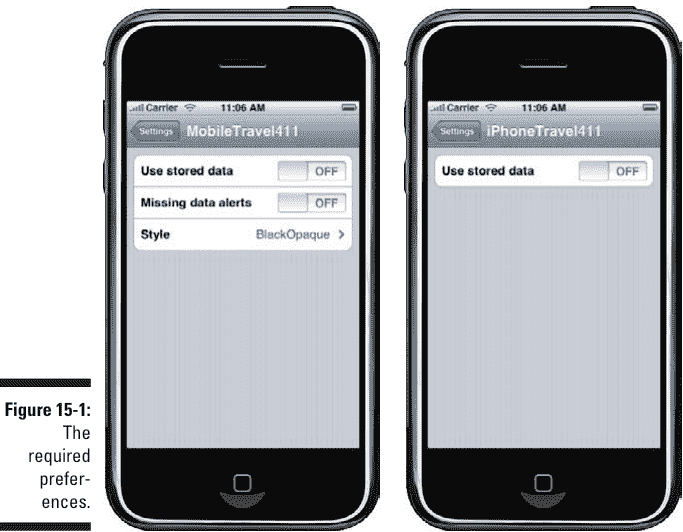 Carrier 11:06 AM
Settings MobileTravel411
Use stored data OFF
Missing data alerts OFF
Style BlackOpaque >
Carrier 11:06 AM
Settings iPhoneTravel411
Use stored data OFF
Figure 15-1:
The
required
prefer-
ences.